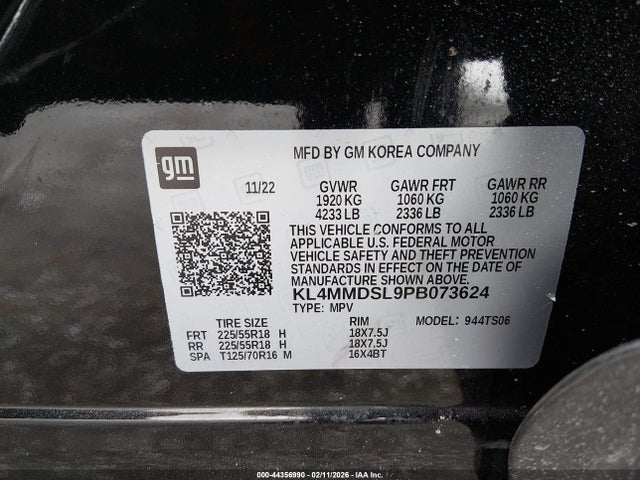 gm
MFD BY GM KOREA COMPANY
11/22 GVWR GAWR FRT GAWR RR
1920 KG 1060 KG 1060 KG
4233 LB 2336 LB 2336 LB
THIS VEHICLE CONFORMS TO ALL
APPLICABLE U.S. FEDERAL MOTOR
VEHICLE SAFETY AND THEFT PREVENTION
STANDARDS IN EFFECT ON THE DATE OF
MANUFACTURE SHOWN ABOVE.
KL4MMDSL9PB073624
TYPE: MPV
TIRE SIZE RIM MODEL: 944TS06
FRT 225/55R18 H 18X7.5J
RR 225/55R18 H 18X7.5J
SPA T125/70R16 M 16X4BT
000-44356990 - 02/11/2026 - IAAI.COM